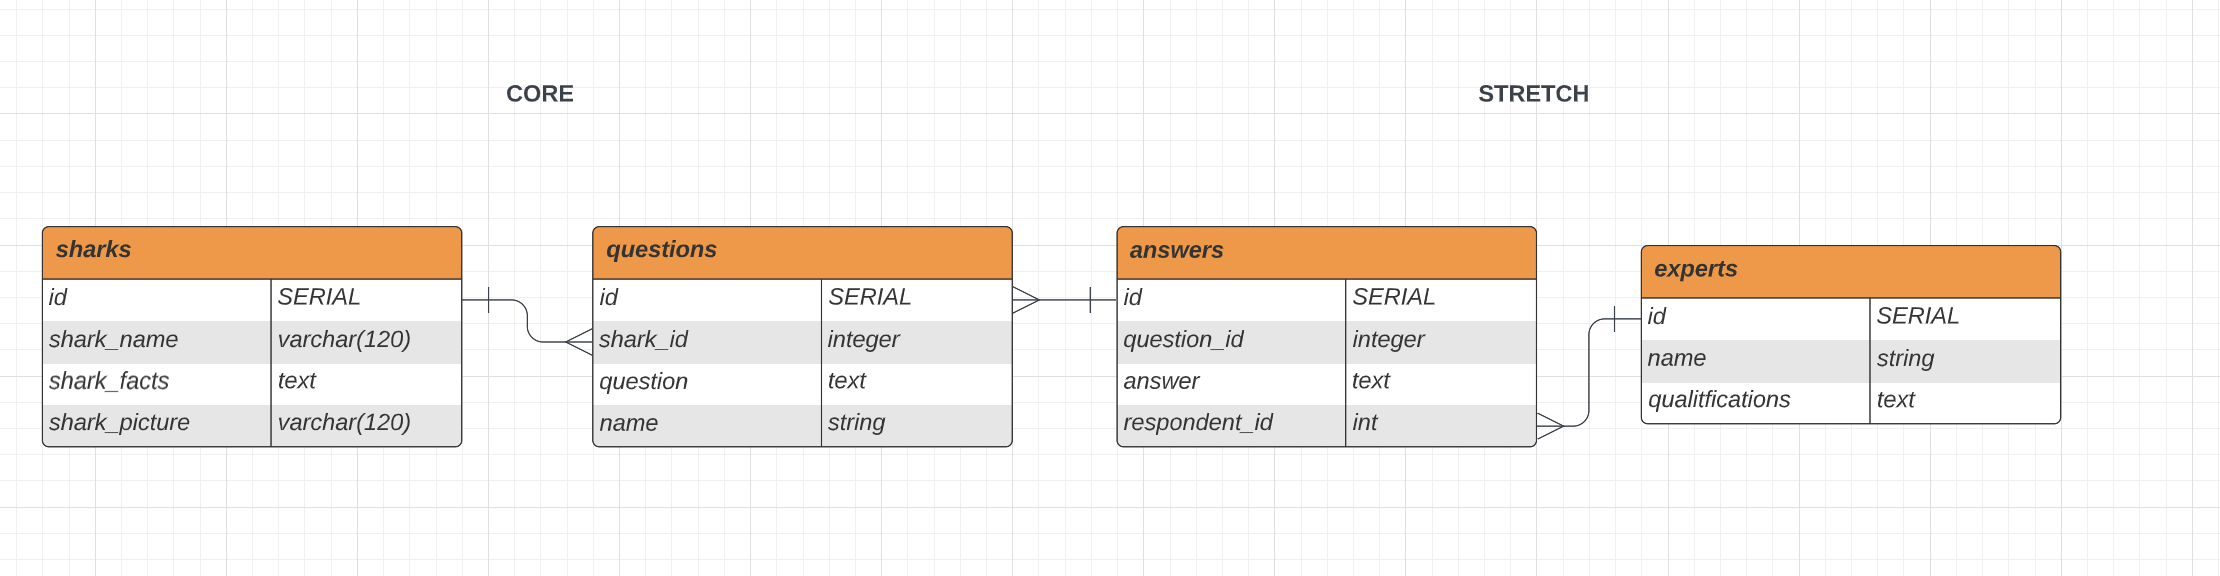 CORE
STRETCH
sharks
id SERIAL
shark_name varchar(120)
shark_facts text
shark_picture varchar(120)
questions
id SERIAL
shark_id integer
question text
name string
answers
id SERIAL
question_id integer
answer text
respondent_id int
experts
id SERIAL
name string
qualitfications text